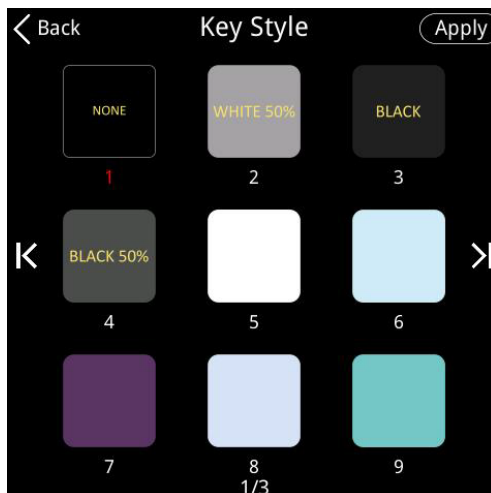 Back Key Style Apply
NONE WHITE 50% BLACK
1 2 3
BLACK 50%
4 5 6
7 8 9
1/3